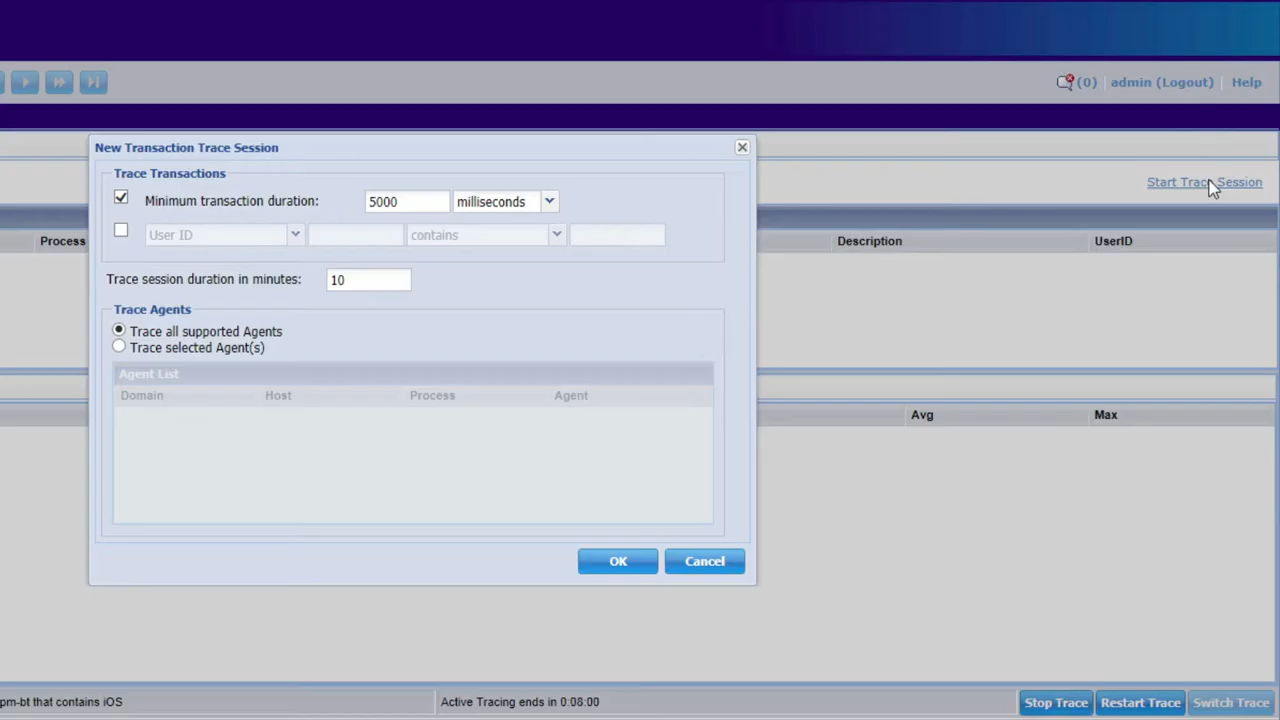 (0) admin (Logout) Help
New Transaction Trace Session
Trace Transactions
Start Trace Session
Minimum transaction duration: 5000 milliseconds
User ID contains
Process Description UserID
Trace session duration in minutes: 10
Trace Agents
Trace all supported Agents
Trace selected Agent(s)
Agent List
Domain Host Process Agent
Avg Max
OK Cancel
pm-bt that contains iOS Active Tracing ends in 0:08:00 Stop Trace Restart Trace Switch Trace